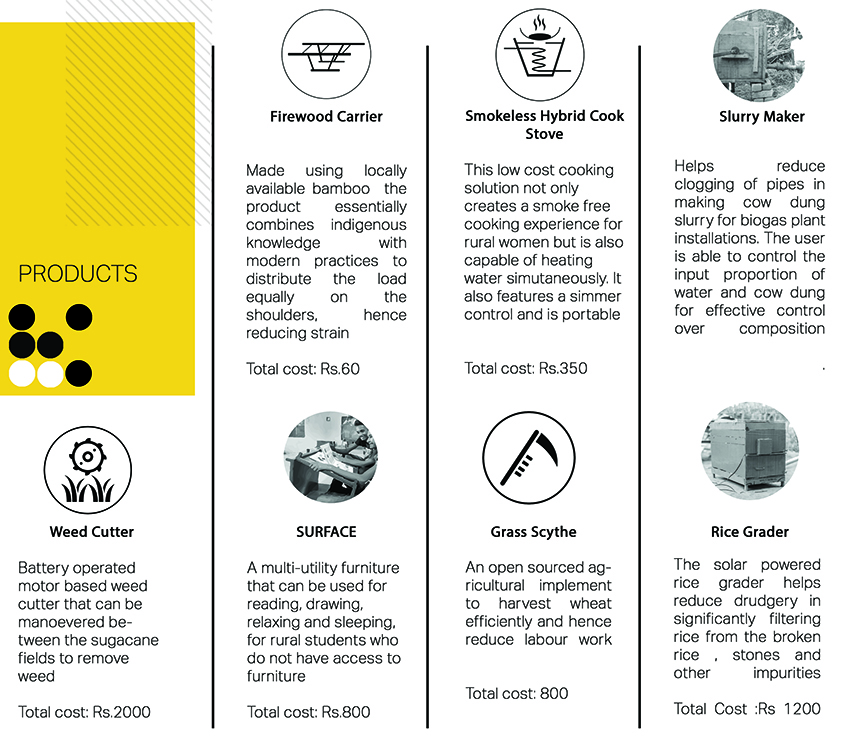 PRODUCTS
Firewood Carrier
Made using locally
available bamboo the
product essentially
combines indigenous
knowledge with
modern practices to
distribute the load
equally on the
shoulders, hence
reducing strain
Total cost: Rs.60
Smokeless Hybrid Cook
Stove
This low cost cooking
solution not only
creates a smoke free
cooking experience for
rural women but is also
capable of heating
water simutaneously. It
also features a simmer
control and is portable
Total cost: Rs.350
Slurry Maker
Helps reduce
clogging of pipes in
making cow dung
slurry for biogas plant
installations. The user
is able to control the
input proportion of
water and cow dung
for effective control
over composition
.
Weed Cutter
Battery operated
motor based weed
cutter that can be
manoevered be-
tween the sugacane
fields to remove
weed
Total cost: Rs.2000
SURFACE
A multi-utility furniture
that can be used for
reading, drawing,
relaxing and sleeping,
for rural students who
do not have access to
furniture
Total cost: Rs.800
Grass Scythe
An open sourced ag-
ricultural implement
to harvest wheat
efficiently and hence
reduce labour work
Total cost: 800
Rice Grader
The solar powered
rice grader helps
reduce drudgery in
significantly filtering
rice from the broken
rice , stones and
other impurities
Total Cost :Rs 1200